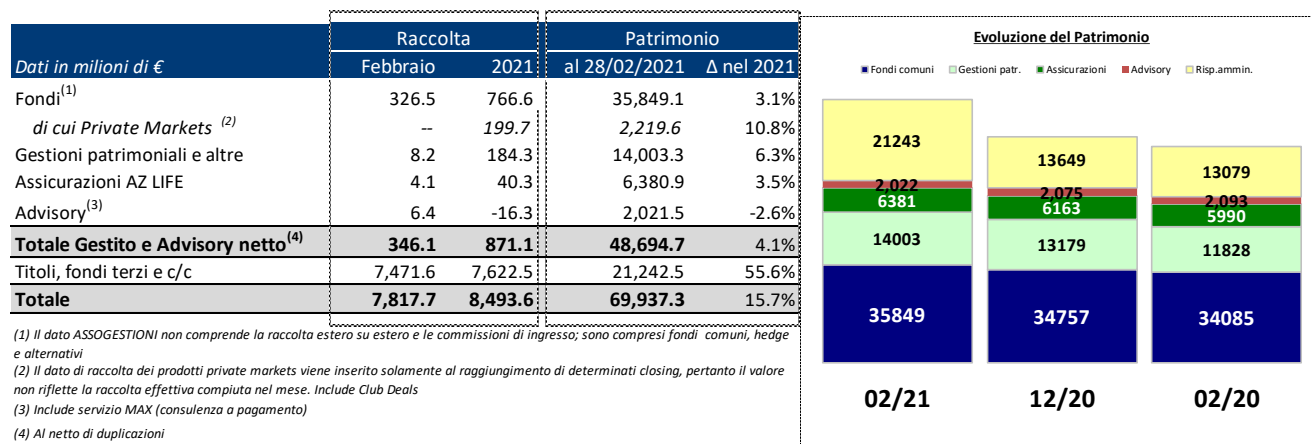 Raccolta Patrimonio
Dati in milioni di € Febbraio 2021 al 28/02/2021 Δ nel 2021
Fondi(1) 326.5 766.6 35,849.1 3.1%
di cui Private Markets (2) -- 199.7 2,219.6 10.8%
Gestioni patrimoniali e altre 8.2 184.3 14,003.3 6.3%
Assicurazioni AZ LIFE 4.1 40.3 6,380.9 3.5%
Advisory(3) 6.4 -16.3 2,021.5 -2.6%
Totale Gestito e Advisory netto(4) 346.1 871.1 48,694.7 4.1%
Titoli, fondi terzi e c/c 7,471.6 7,622.5 21,242.5 55.6%
Totale 7,817.7 8,493.6 69,937.3 15.7%
(1) Il dato ASSOGESTIONI non comprende la raccolta estero su estero e le commissioni di ingresso; sono compresi fondi comuni, hedge
e alternativi
(2) Il dato di raccolta dei prodotti private markets viene inserito solamente al raggiungimento di determinati closing, pertanto il valore
non riflette la raccolta effettiva compiuta nel mese. Include Club Deals
(3) Include servizio MAX (consulenza a pagamento)
(4) Al netto di duplicazioni
Evoluzione del Patrimonio
Fondi comuni Gestioni patr. Assicurazioni Advisory Risp.ammin.
21243 13649 13079
2,022 2,075 2,093
6381 6163 5990
14003 13179 11828
35849 34757 34085
02/21 12/20 02/20